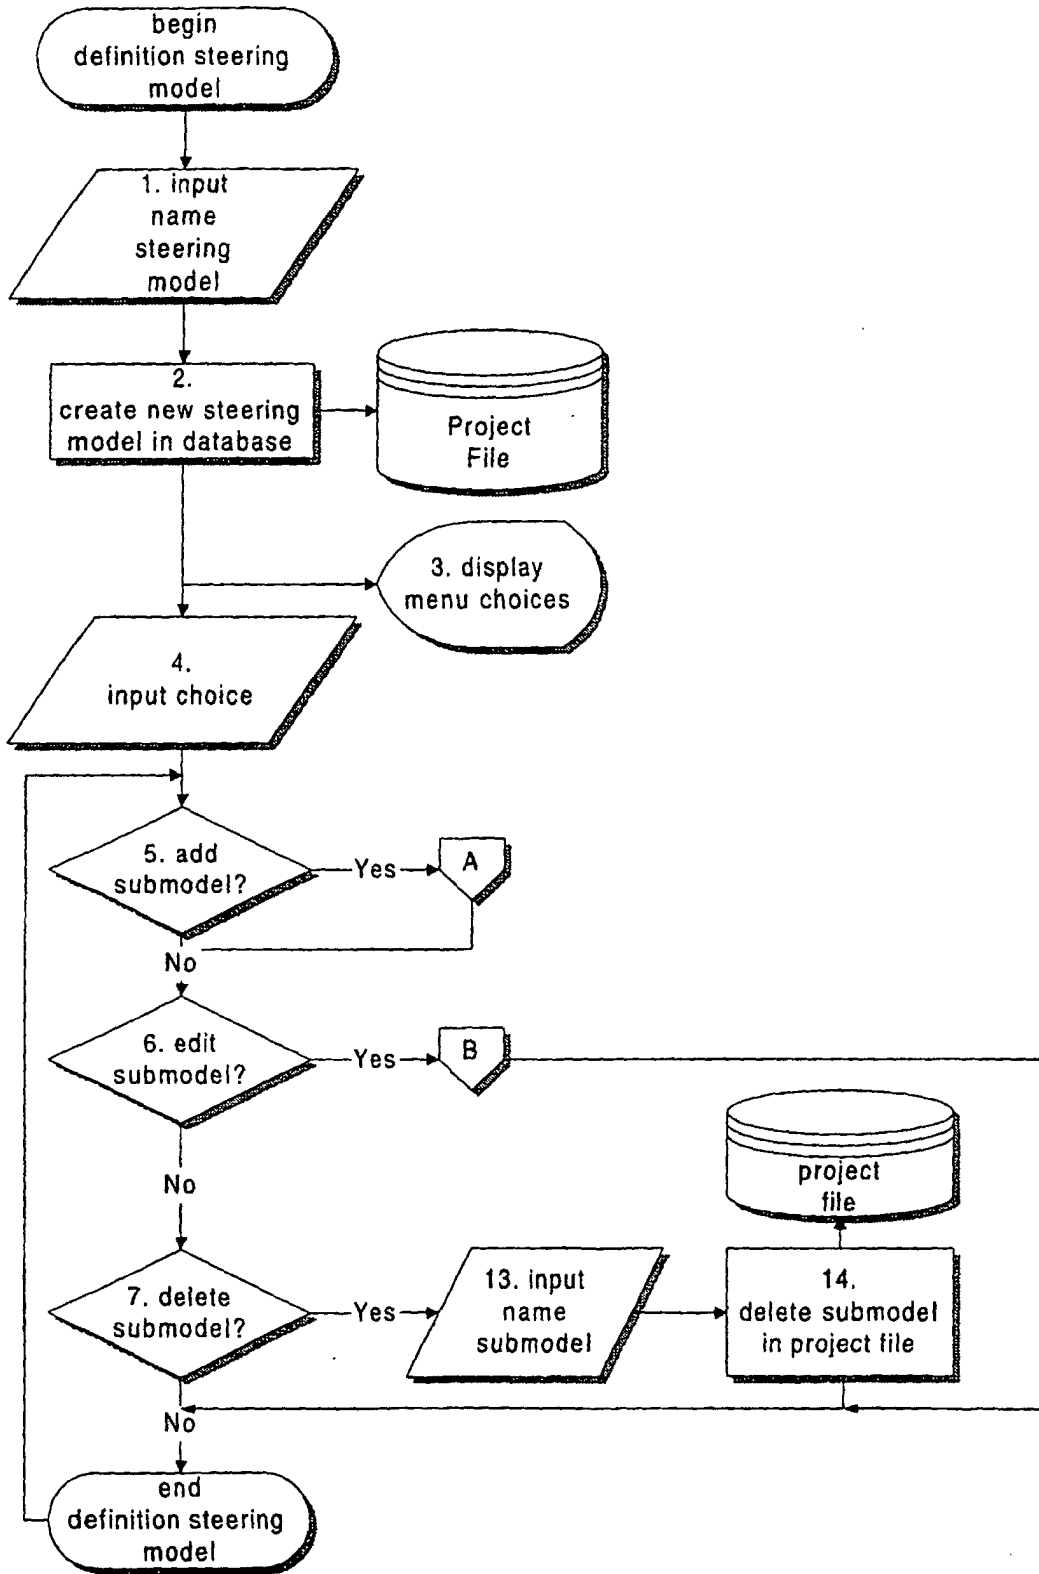 begin
definition steering
model
1. input
name
steering
model
2.
create new steering
model in database
Project
File
3. display
menu choices
4.
input choice
5. add
submodel?
Yes
A
No
6. edit
submodel?
Yes
B
No
project
file
7. delete
submodel?
Yes
13. input
name
submodel
14.
delete submodel
in project file
No
end
definition steering
model